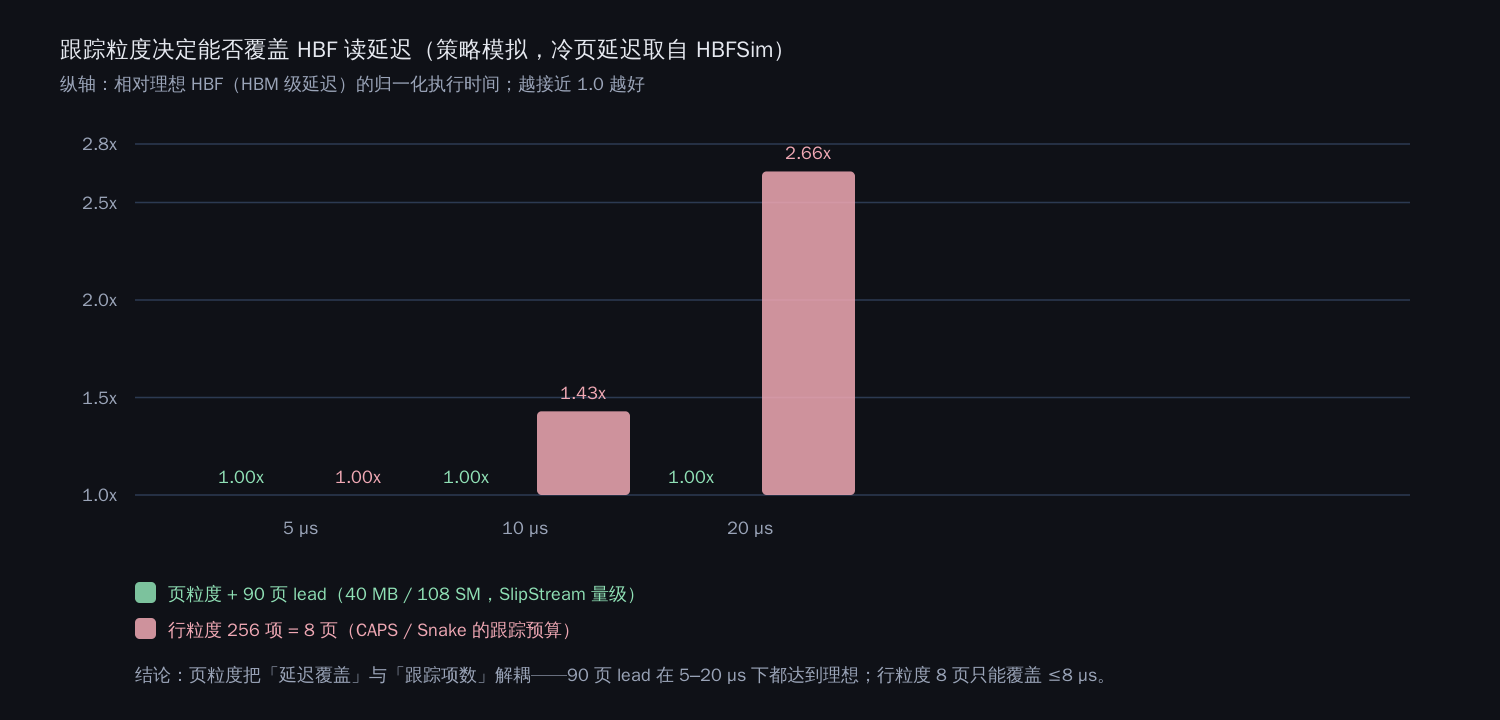 跟踪粒度决定能否覆盖 HBF 读延迟（策略模拟，冷页延迟取自 HBFSim）
纵轴：相对理想 HBF（HBM 级延迟）的归一化执行时间；越接近 1.0 越好
2.8x
2.66x
2.5x
2.0x
1.5x
1.43x
1.00x
1.00x
1.00x
1.00x
1.0x
5 μs
10 μs
20 μs
页粒度 + 90 页 lead（40 MB / 108 SM，SlipStream 量级）
行粒度 256 项 = 8 页（CAPS / Snake 的跟踪预算）
结论：页粒度把「延迟覆盖」与「跟踪项数」解耦——90 页 lead 在 5–20 μs 下都达到理想；行粒度 8 页只能覆盖 ≤8 μs。